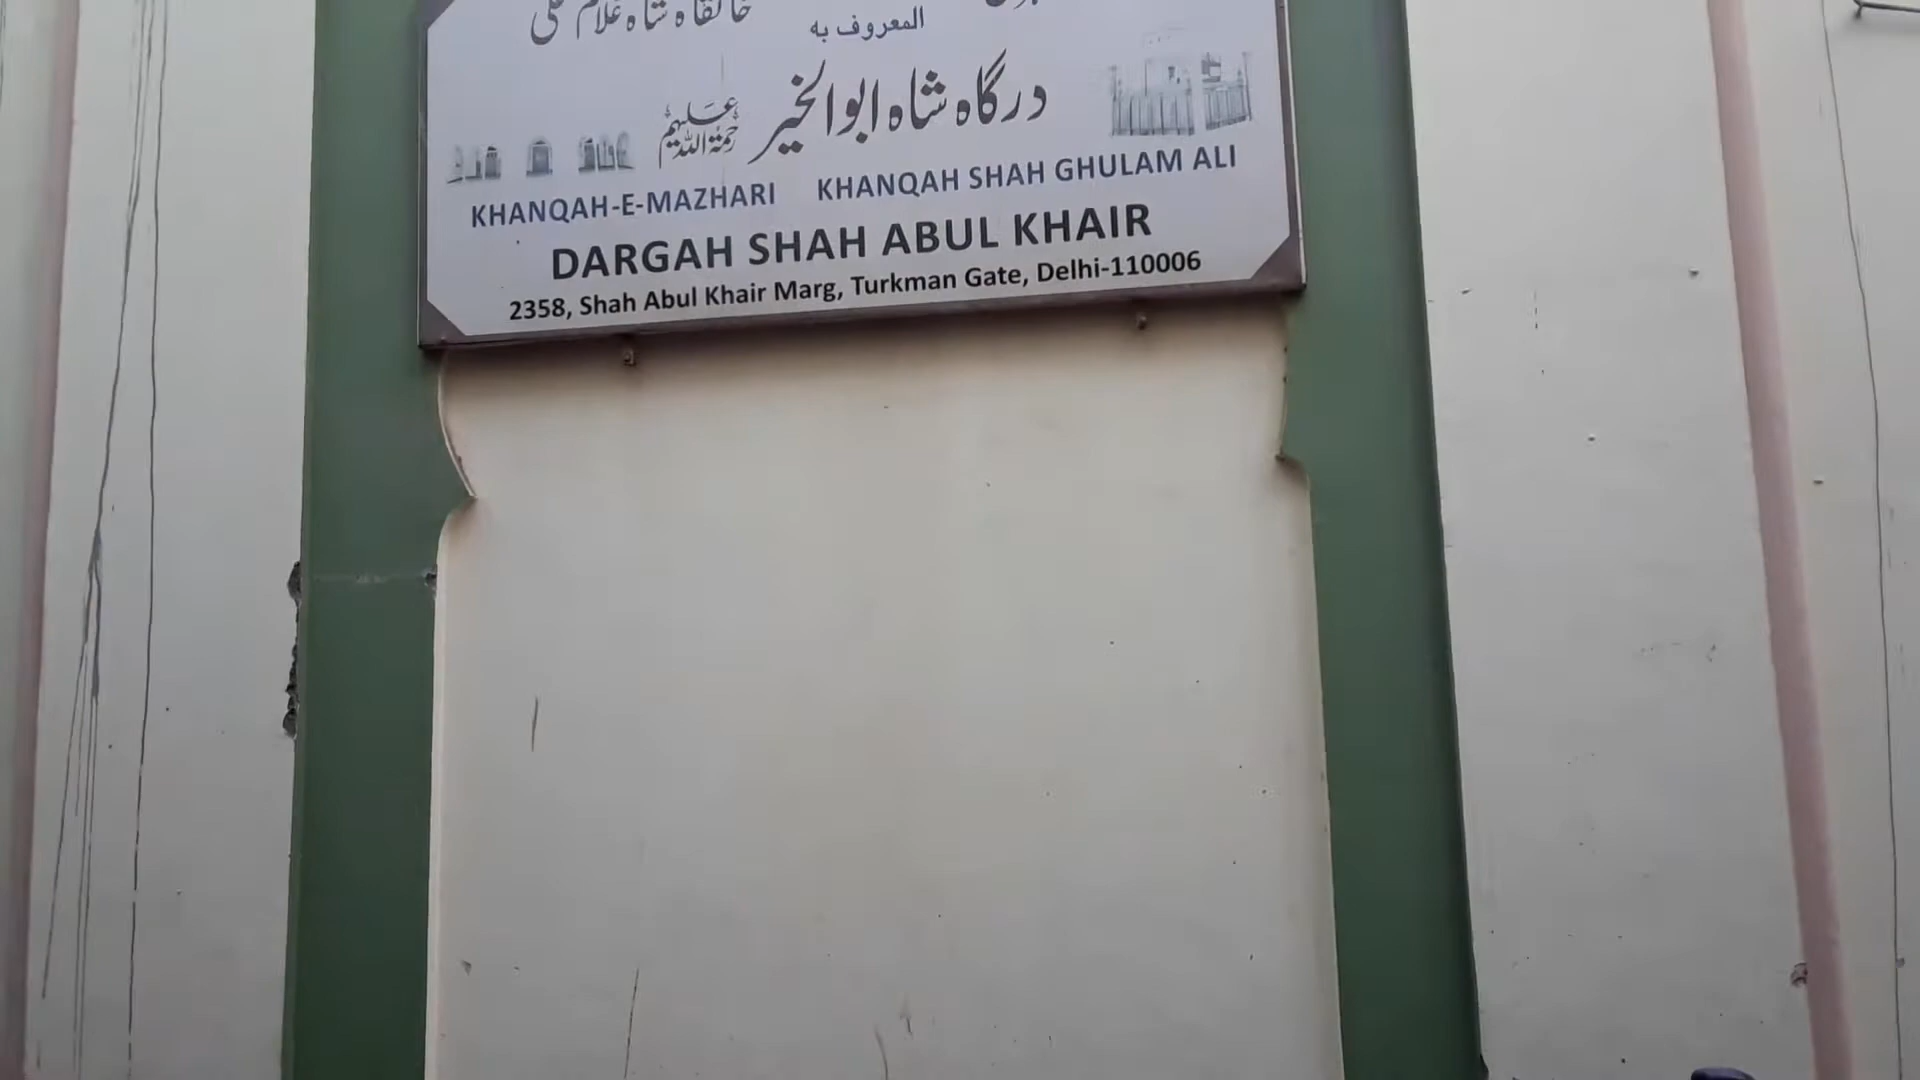 خانقاہ شاہ غلام علی
المعروف بہ
درگاہ شاہ ابوالخیر رحمۃ اللہ علیہم
KHANQAH-E-MAZHARI KHANQAH SHAH GHULAM ALI
DARGAH SHAH ABUL KHAIR
2358, Shah Abul Khair Marg, Turkman Gate, Delhi-110006